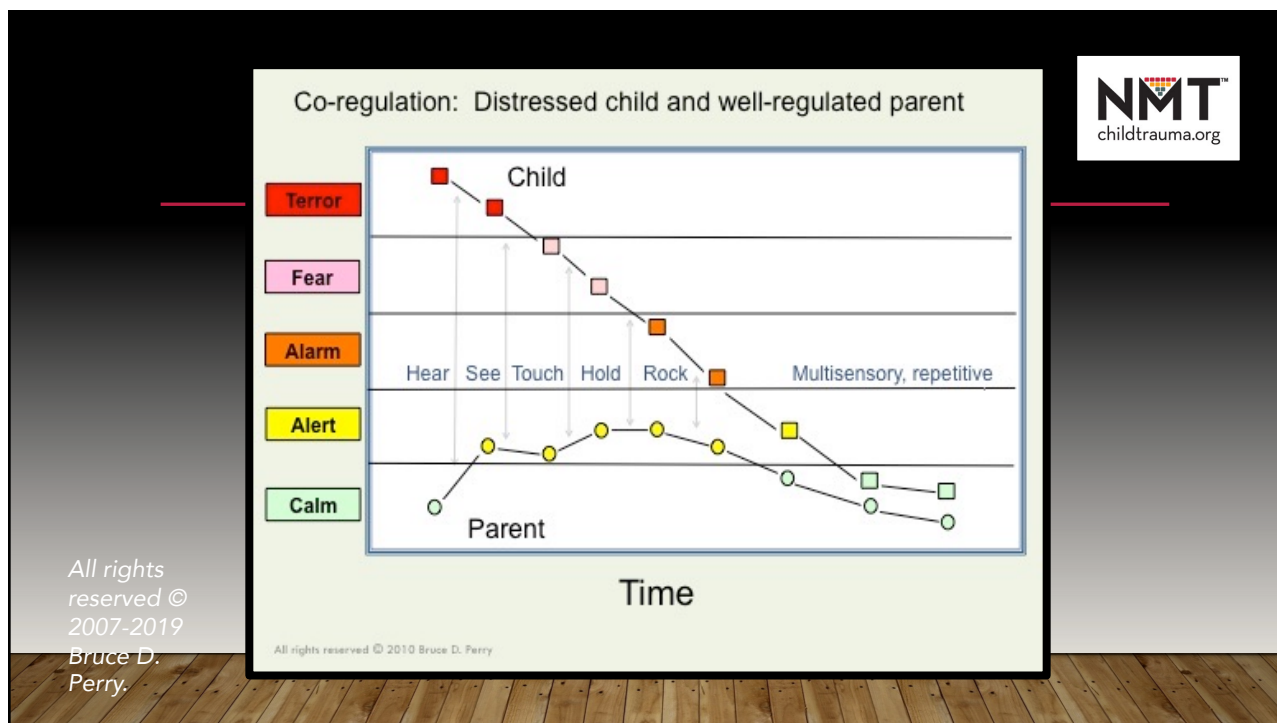 Co-regulation: Distressed child and well-regulated parent
NMT™
childtrauma.org
Child
Terror
Fear
Alarm
Hear See Touch Hold Rock Multisensory, repetitive
Alert
Calm
Parent
Time
All rights reserved © 2010 Bruce D. Perry
All rights
reserved ©
2007-2019
Bruce D.
Perry.